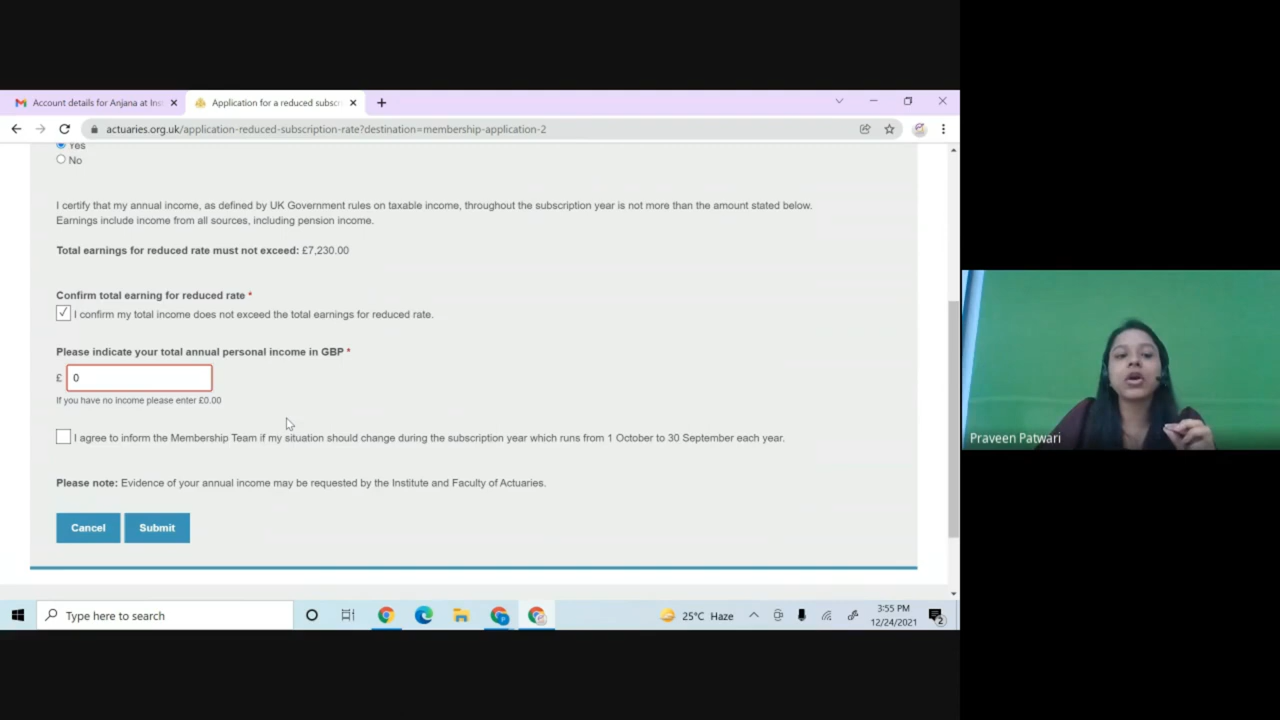 Account details for Anjana at Inst
Application for a reduced subscr
actuaries.org.uk/application-reduced-subscription-rate?destination=membership-application-2
Yes
No
I certify that my annual income, as defined by UK Government rules on taxable income, throughout the subscription year is not more than the amount stated below.
Earnings include income from all sources, including pension income.
Total earnings for reduced rate must not exceed: £7,230.00
Confirm total earning for reduced rate *
I confirm my total income does not exceed the total earnings for reduced rate.
Please indicate your total annual personal income in GBP *
£ 0
If you have no income please enter £0.00
I agree to inform the Membership Team if my situation should change during the subscription year which runs from 1 October to 30 September each year.
Please note: Evidence of your annual income may be requested by the Institute and Faculty of Actuaries.
Cancel Submit
Praveen Patwari
Type here to search
25°C Haze
3:55 PM
12/24/2021
2